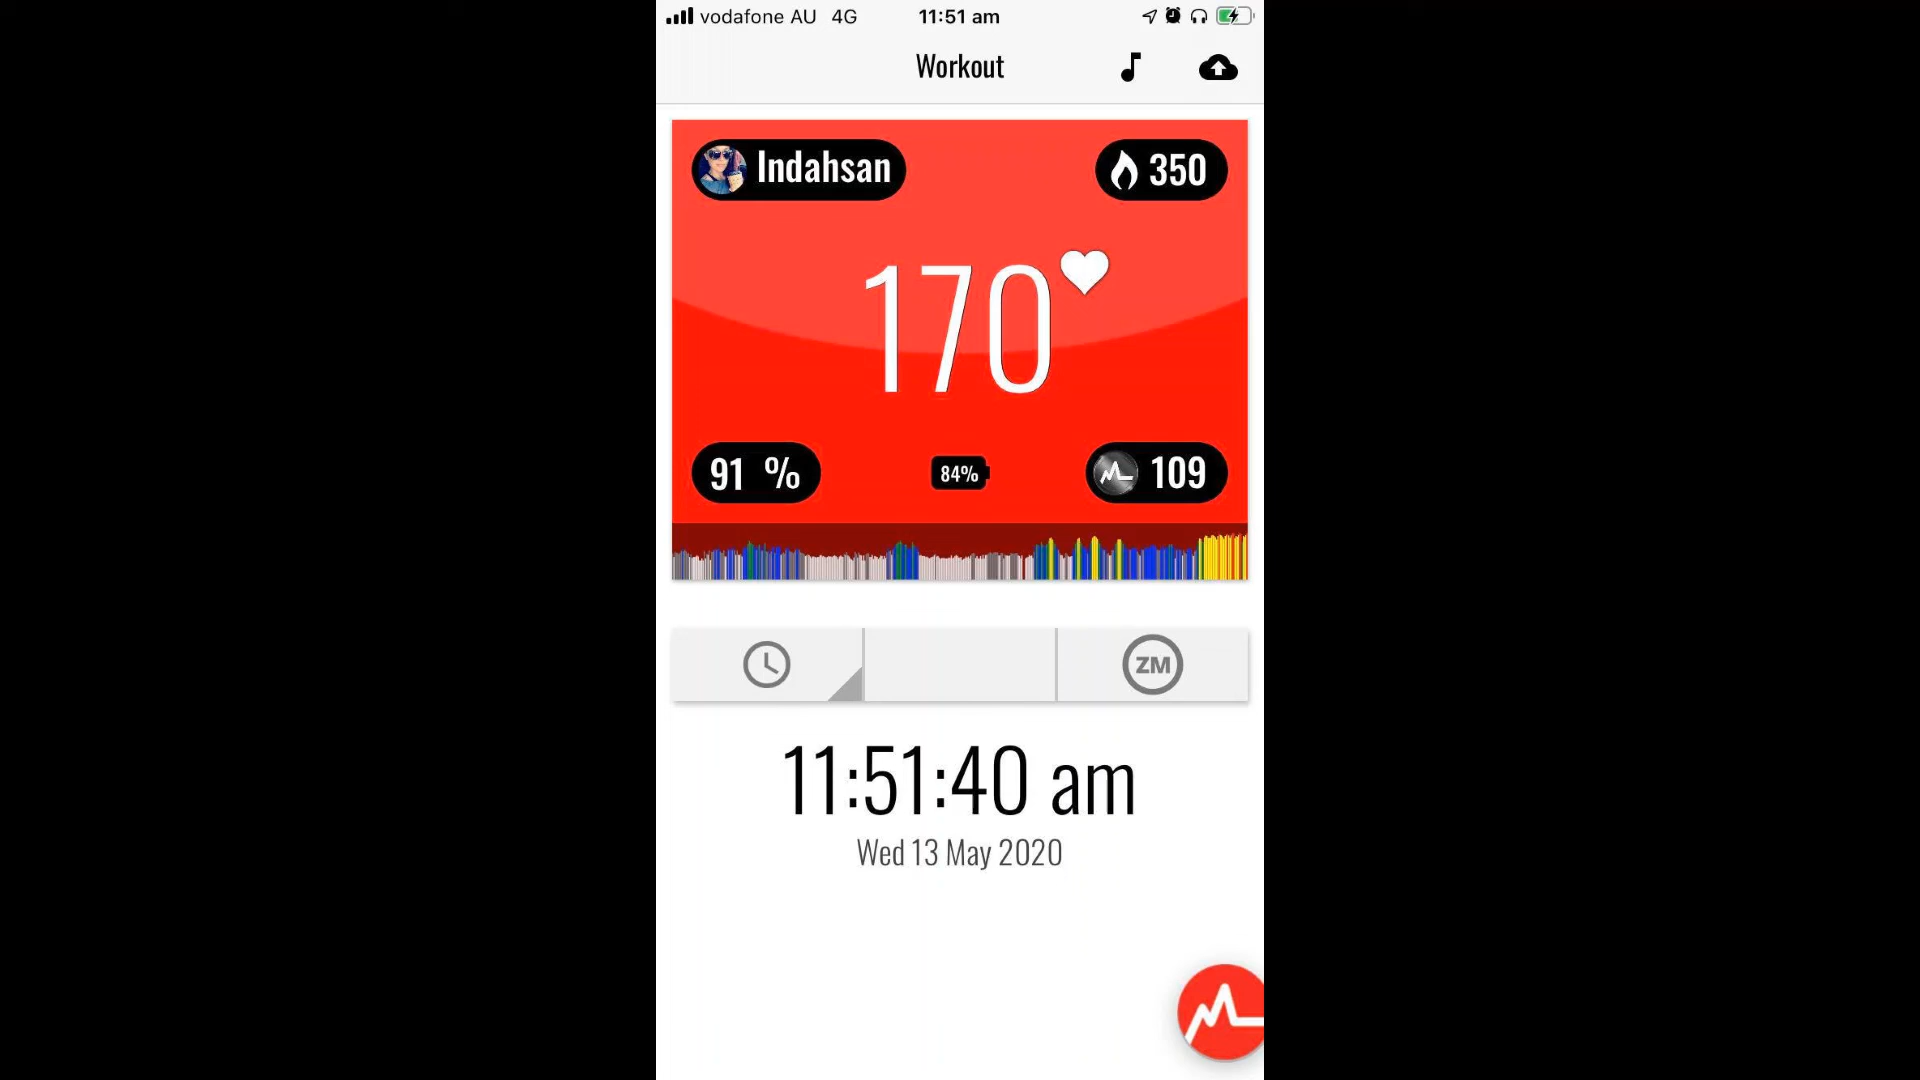 vodafone AU 4G 11:51 am
Workout
Indahsan 350
170
91 % 84% 109
ZM
11:51:40 am
Wed 13 May 2020